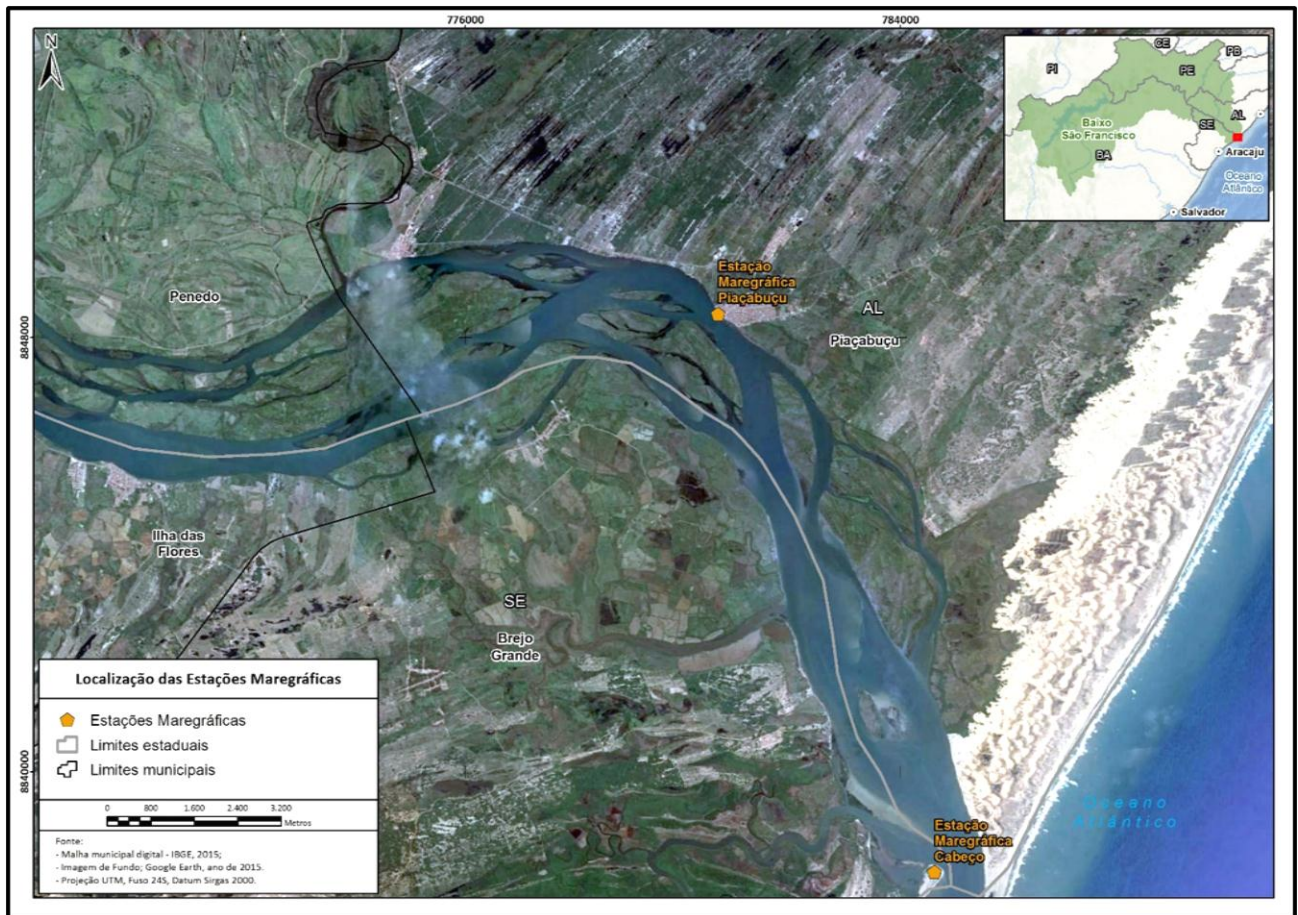 776000
784000
N
CE
PB
PI
PE
AL
Baixo
São Francisco
SE
Aracaju
BA
Oceano
Atlântico
Salvador
Estação
Maregráfica
Piaçabuçu
Penedo
AL
Piaçabuçu
8848000
Ilha das
Flores
SE
Brejo
Grande
8840000
Localização das Estações Maregráficas
Estações Maregráficas
Limites estaduais
Limites municipais
0 800 1.600 2.400 3.200
Metros
Fonte:
- Malha municipal digital - IBGE, 2015;
- Imagem de Fundo; Google Earth, ano de 2015.
- Projeção UTM, Fuso 24S, Datum Sirgas 2000.
Oceano
Atlântico
Estação
Maregráfica
Cabeço